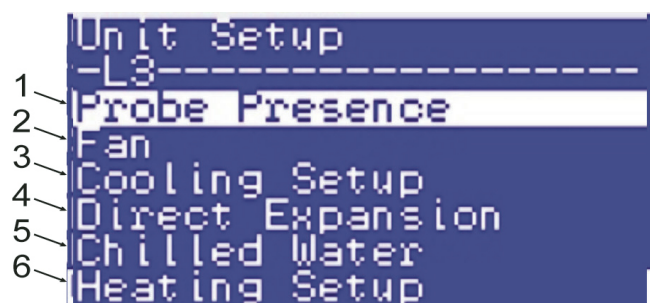 Unit Setup
-L3--------------------
1 Probe Presence
2 Fan
3 Cooling Setup
4 Direct Expansion
5 Chilled Water
6 Heating Setup